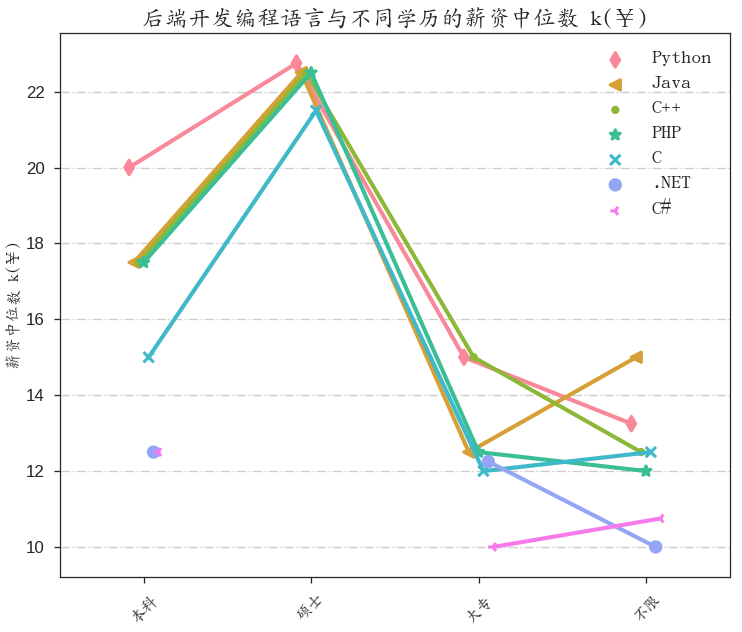 后端开发编程语言与不同学历的薪资中位数 k(¥)
Python
Java
C++
PHP
C
.NET
C#
薪资中位数 k(¥)
22
20
18
16
14
12
10
本科
硕士
大专
不限